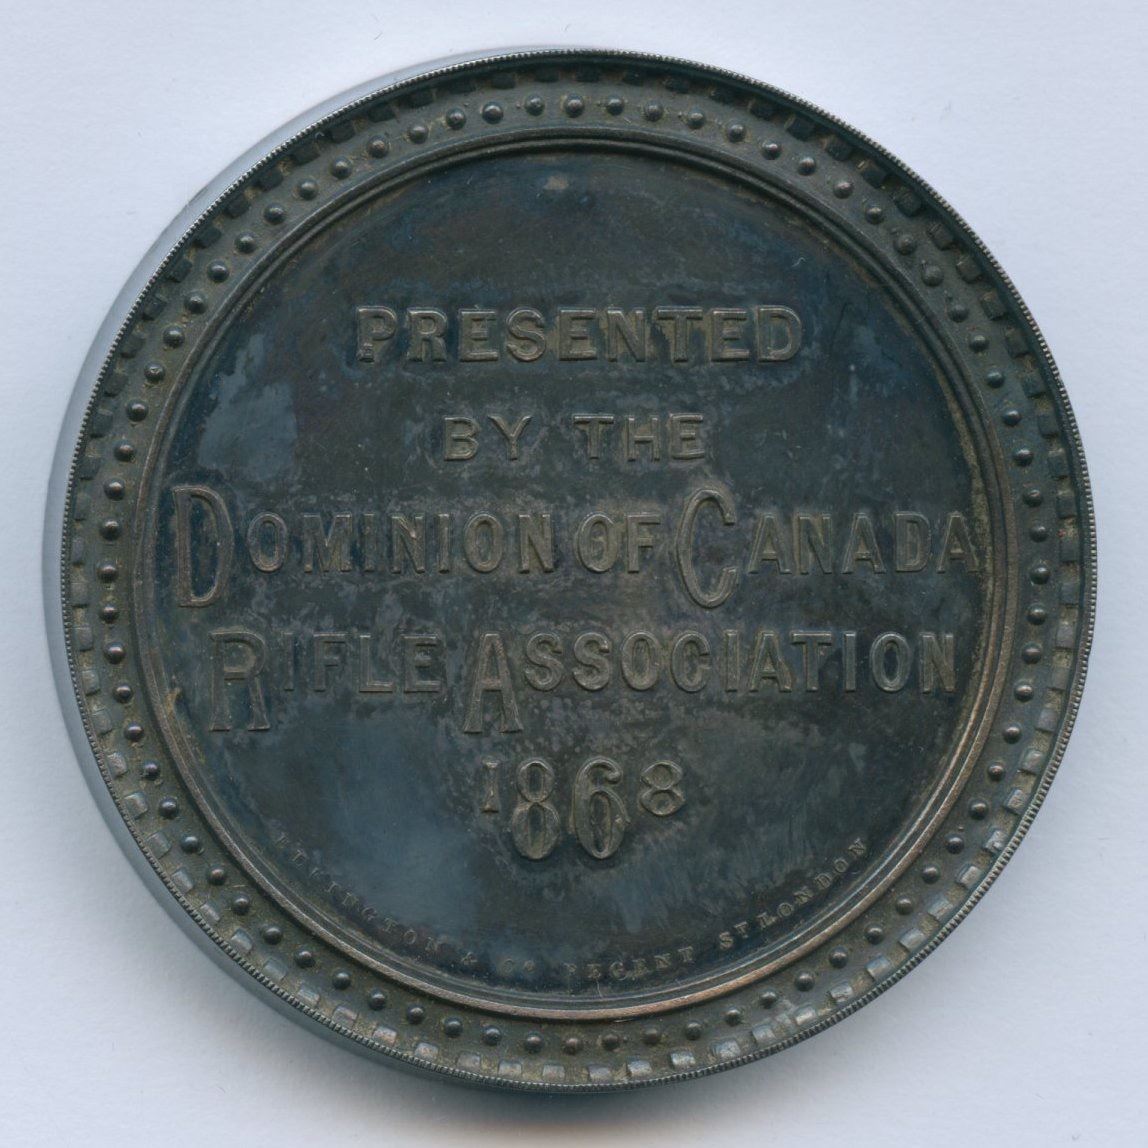 PRESENTED
BY THE
DOMINION OF CANADA
RIFLE ASSOCIATION
1868
ELKINGTON & Co REGENT ST. LONDON